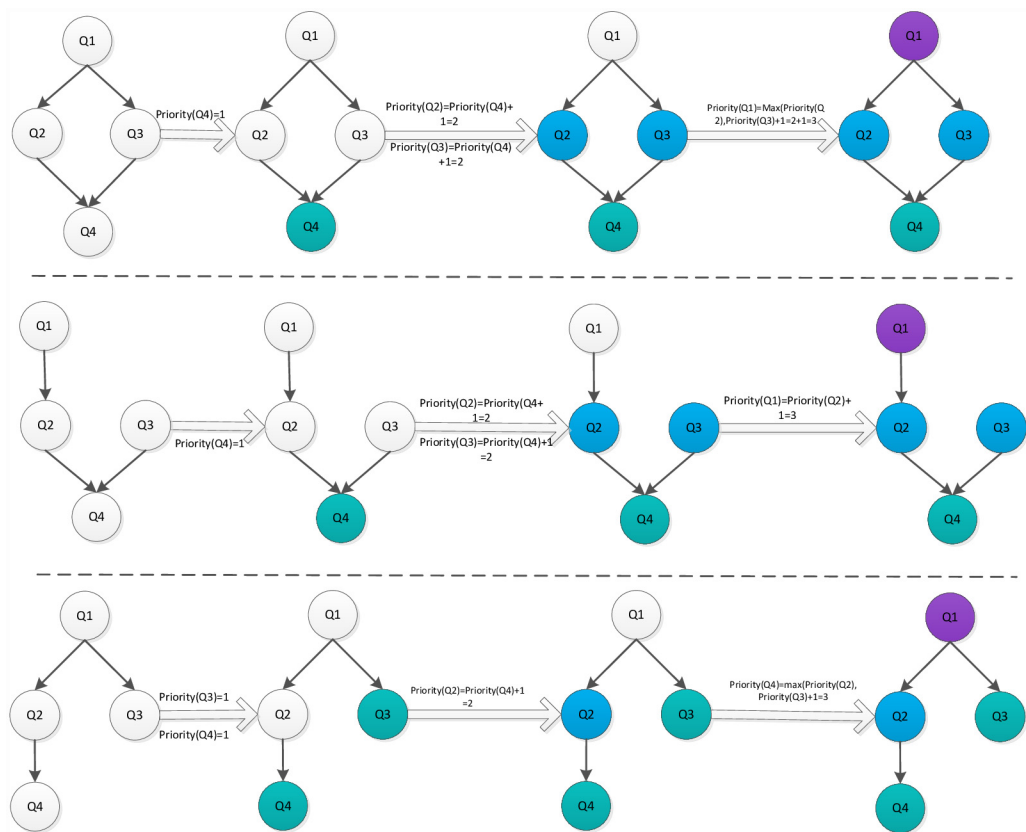 Q1 Q1 Q1 Q1
Priority(Q4)=1
Priority(Q2)=Priority(Q4)+
1=2
Priority(Q3)=Priority(Q4)
+1=2
Priority(Q1)=Max(Priority(Q
2),Priority(Q3)+1=2+1=3
Q2 Q3 Q2 Q3 Q2 Q3 Q2 Q3
Q4 Q4 Q4 Q4
Q1 Q1 Q1 Q1
Priority(Q4)=1
Priority(Q2)=Priority(Q4+
1=2
Priority(Q3)=Priority(Q4)+1
=2
Priority(Q1)=Priority(Q2)+
1=3
Q2 Q3 Q2 Q3 Q2 Q3 Q2 Q3
Q4 Q4 Q4 Q4
Q1 Q1 Q1 Q1
Priority(Q3)=1
Priority(Q4)=1
Priority(Q2)=Priority(Q4)+1
=2
Priority(Q4)=max(Priority(Q2),
Priority(Q3)+1=3
Q2 Q3 Q2 Q3 Q2 Q3 Q2 Q3
Q4 Q4 Q4 Q4